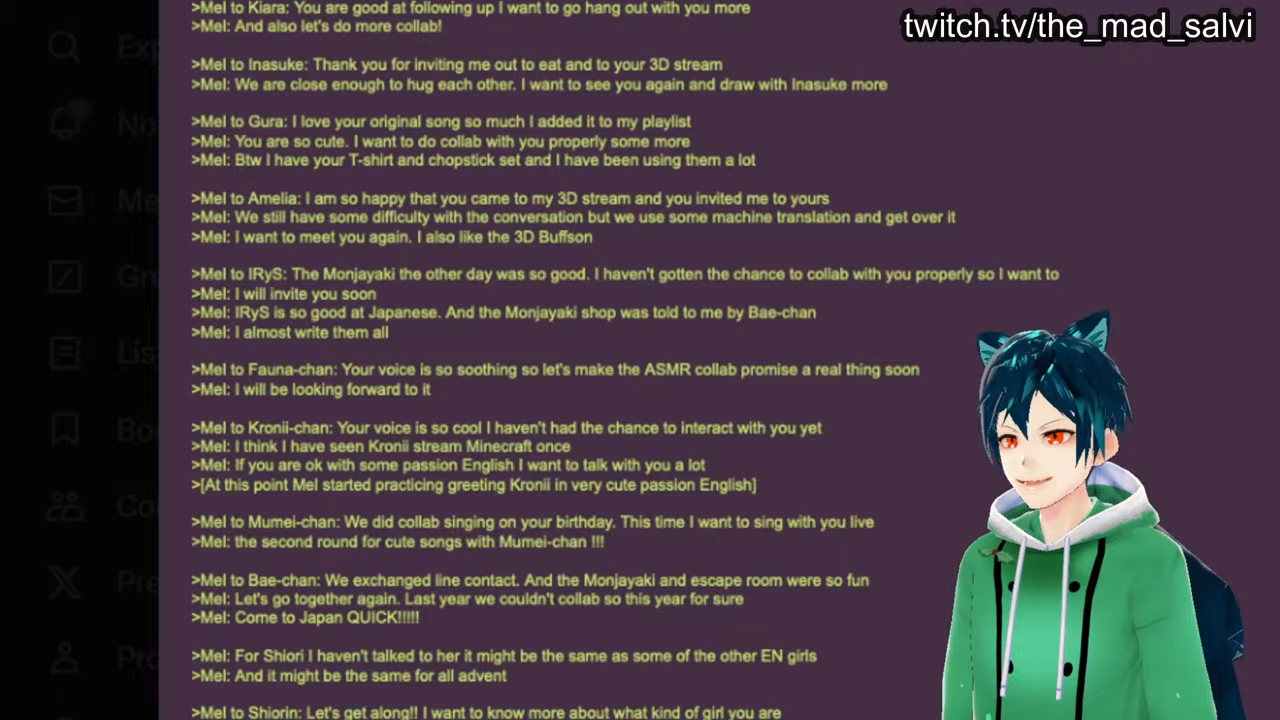 >Mel to Kiara: You are good at following up I want to go hang out with you more
twitch.tv/the_mad_salvi
>Mel: And also let's do more collab!
Exp
>Mel to Inasuke: Thank you for inviting me out to eat and to your 3D stream
>Mel: We are close enough to hug each other. I want to see you again and draw with Inasuke more
No
>Mel to Gura: I love your original song so much I added it to my playlist
>Mel: You are so cute. I want to do collab with you properly some more
>Mel: Btw I have your T-shirt and chopstick set and I have been using them a lot
Me
>Mel to Amelia: I am so happy that you came to my 3D stream and you invited me to yours
>Mel: We still have some difficulty with the conversation but we use some machine translation and get over it
>Mel: I want to meet you again. I also like the 3D Buffson
Gr
>Mel to IRyS: The Monjayaki the other day was so good. I haven't gotten the chance to collab with you properly so I want to
>Mel: I will invite you soon
>Mel: IRyS is so good at Japanese. And the Monjayaki shop was told to me by Bae-chan
>Mel: I almost write them all
Lis
>Mel to Fauna-chan: Your voice is so soothing so let's make the ASMR collab promise a real thing soon
>Mel: I will be looking forward to it
Bo
>Mel to Kronii-chan: Your voice is so cool I haven't had the chance to interact with you yet
>Mel: I think I have seen Kronii stream Minecraft once
>Mel: If you are ok with some passion English I want to talk with you a lot
>[At this point Mel started practicing greeting Kronii in very cute passion English]
Co
>Mel to Mumei-chan: We did collab singing on your birthday. This time I want to sing with you live
>Mel: the second round for cute songs with Mumei-chan !!!
Pre
>Mel to Bae-chan: We exchanged line contact. And the Monjayaki and escape room were so fun
>Mel: Let's go together again. Last year we couldn't collab so this year for sure
>Mel: Come to Japan QUICK!!!!!
Pro
>Mel: For Shiori I haven't talked to her it might be the same as some of the other EN girls
>Mel: And it might be the same for all advent
>Mel to Shiorin: Let's get along!! I want to know more about what kind of girl you are